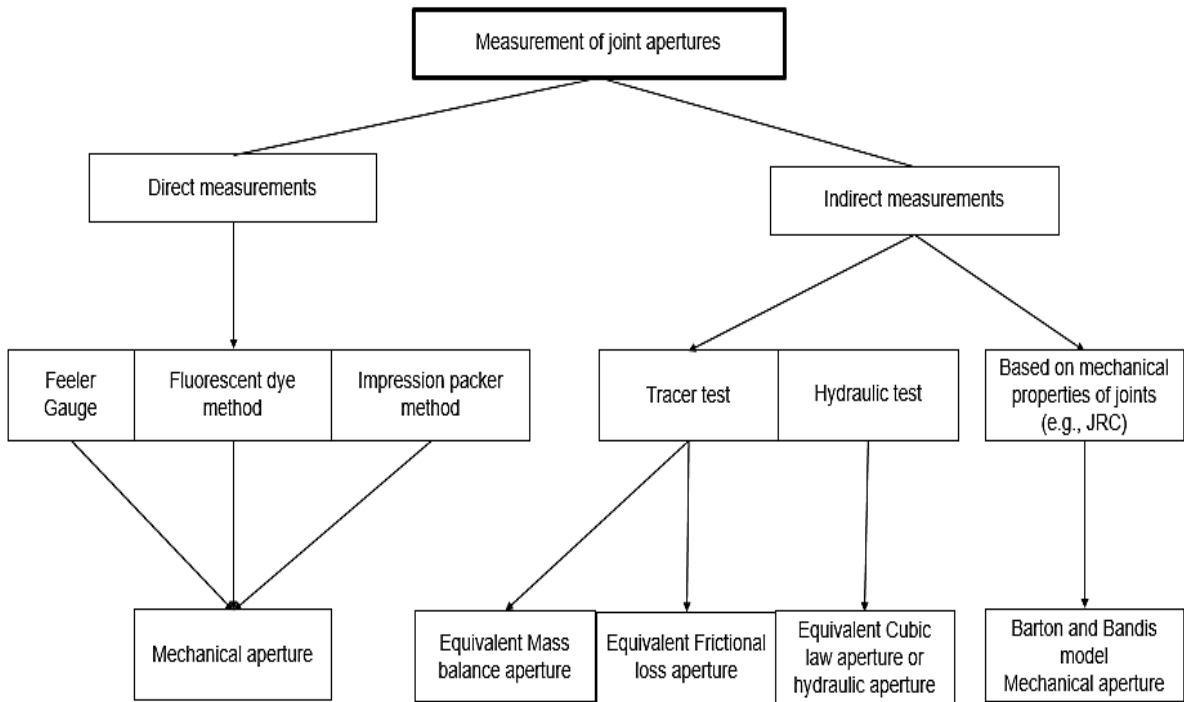 Measurement of joint apertures
Direct measurements
Indirect measurements
Feeler
Gauge
Fluorescent dye
method
Impression packer
method
Tracer test
Hydraulic test
Based on mechanical
properties of joints
(e.g., JRC)
Mechanical aperture
Equivalent Mass
balance aperture
Equivalent Frictional
loss aperture
Equivalent Cubic
law aperture or
hydraulic aperture
Barton and Bandis
model
Mechanical aperture